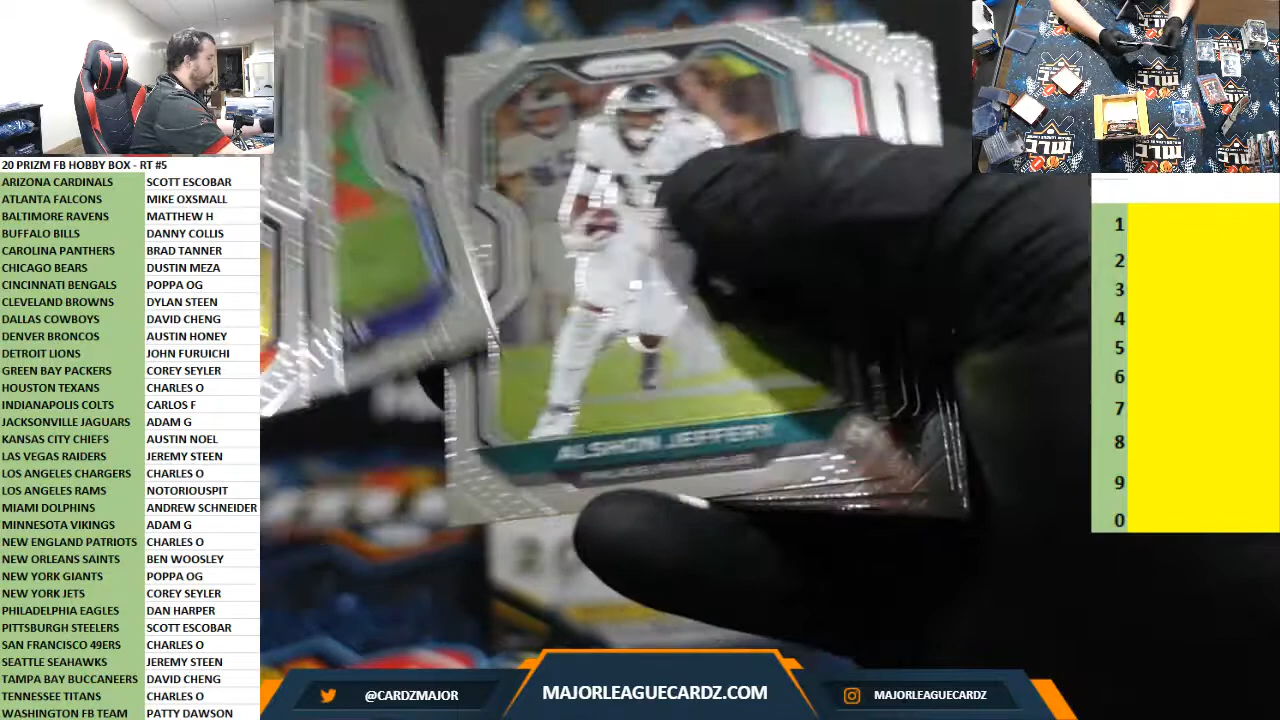 20 PRIZM FB HOBBY BOX - RT #5
ARIZONA CARDINALS SCOTT ESCOBAR
ATLANTA FALCONS MIKE OXSMALL
BALTIMORE RAVENS MATTHEW H
BUFFALO BILLS DANNY COLLIS
CAROLINA PANTHERS BRAD TANNER
CHICAGO BEARS DUSTIN MEZA
CINCINNATI BENGALS POPPA OG
CLEVELAND BROWNS DYLAN STEEN
DALLAS COWBOYS DAVID CHENG
DENVER BRONCOS AUSTIN HONEY
DETROIT LIONS JOHN FURUICHI
GREEN BAY PACKERS COREY SEYLER
HOUSTON TEXANS CHARLES O
INDIANAPOLIS COLTS CARLOS F
JACKSONVILLE JAGUARS ADAM G
KANSAS CITY CHIEFS AUSTIN NOEL
LAS VEGAS RAIDERS JEREMY STEEN
LOS ANGELES CHARGERS CHARLES O
LOS ANGELES RAMS NOTORIOUSPIT
MIAMI DOLPHINS ANDREW SCHNEIDER
MINNESOTA VIKINGS ADAM G
NEW ENGLAND PATRIOTS CHARLES O
NEW ORLEANS SAINTS BEN WOOSLEY
NEW YORK GIANTS POPPA OG
NEW YORK JETS COREY SEYLER
PHILADELPHIA EAGLES DAN HARPER
PITTSBURGH STEELERS SCOTT ESCOBAR
SAN FRANCISCO 49ERS CHARLES O
SEATTLE SEAHAWKS JEREMY STEEN
TAMPA BAY BUCCANEERS DAVID CHENG
TENNESSEE TITANS CHARLES O
WASHINGTON FB TEAM PATTY DAWSON
ALSHON JEFFERY
MLC
MLC
MLC
1
2
3
4
5
6
7
8
9
0
@CARDZMAJOR
MAJORLEAGUECARDZ.COM
MAJORLEAGUECARDZ